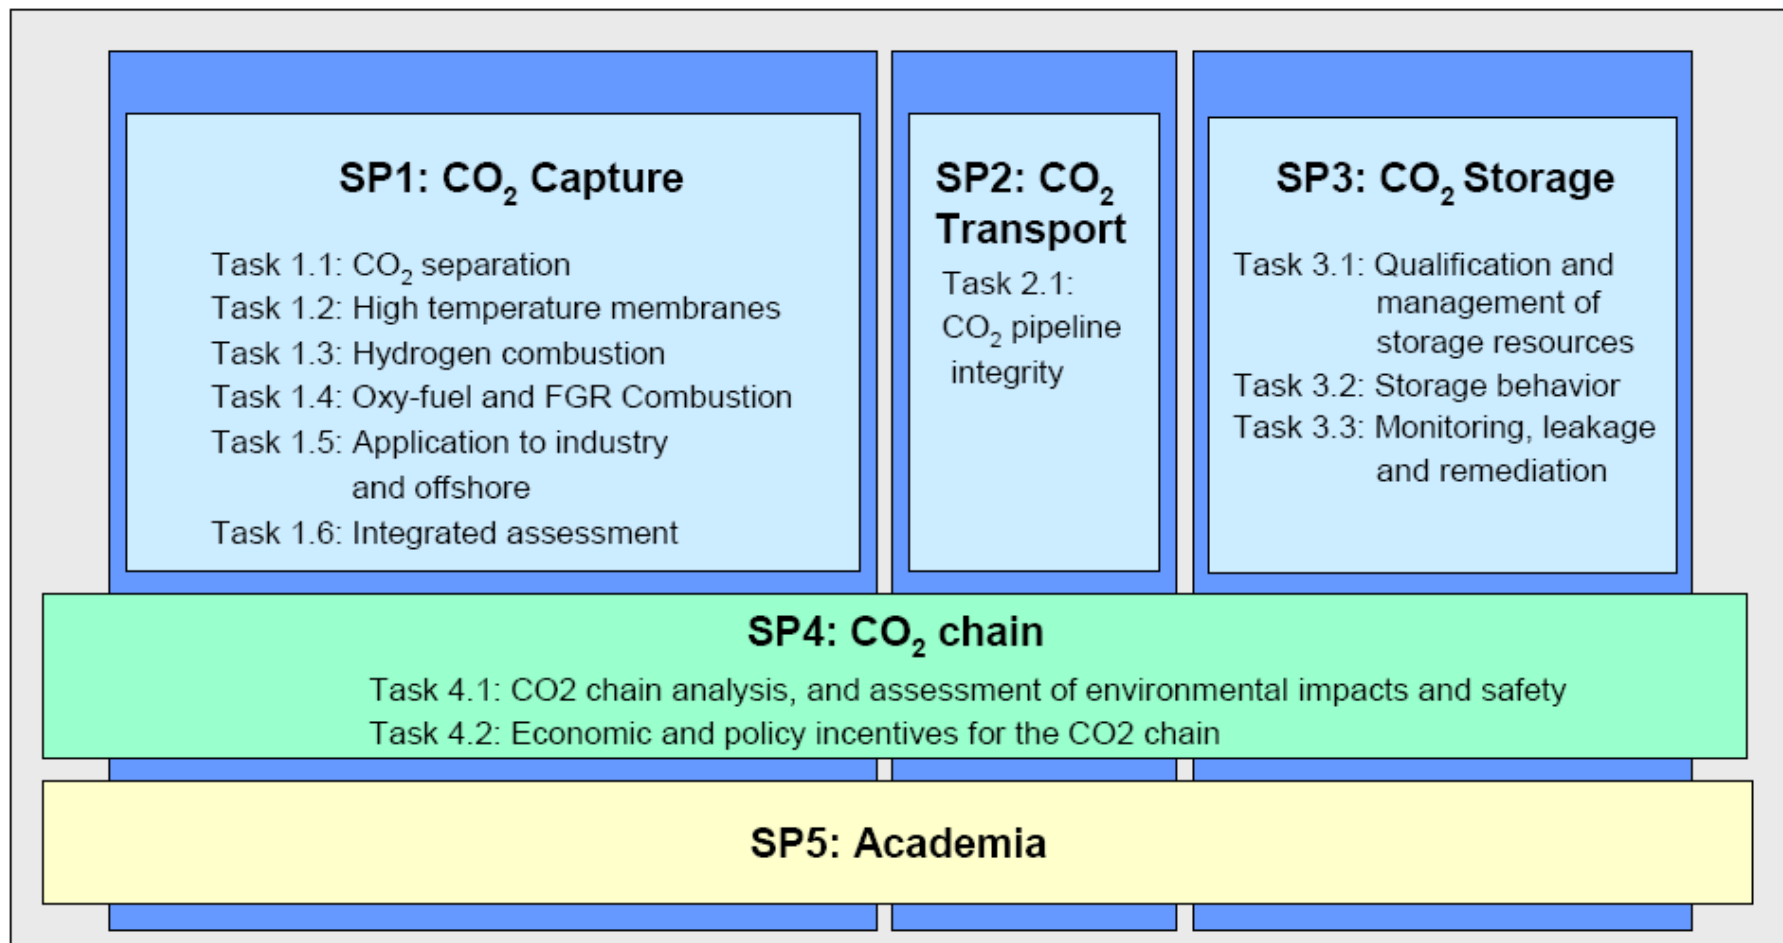 SP1: CO₂ Capture
Task 1.1: CO₂ separation
Task 1.2: High temperature membranes
Task 1.3: Hydrogen combustion
Task 1.4: Oxy-fuel and FGR Combustion
Task 1.5: Application to industry
and offshore
Task 1.6: Integrated assessment
SP2: CO₂
Transport
Task 2.1:
CO₂ pipeline
integrity
SP3: CO₂ Storage
Task 3.1: Qualification and
management of
storage resources
Task 3.2: Storage behavior
Task 3.3: Monitoring, leakage
and remediation
SP4: CO₂ chain
Task 4.1: CO2 chain analysis, and assessment of environmental impacts and safety
Task 4.2: Economic and policy incentives for the CO2 chain
SP5: Academia